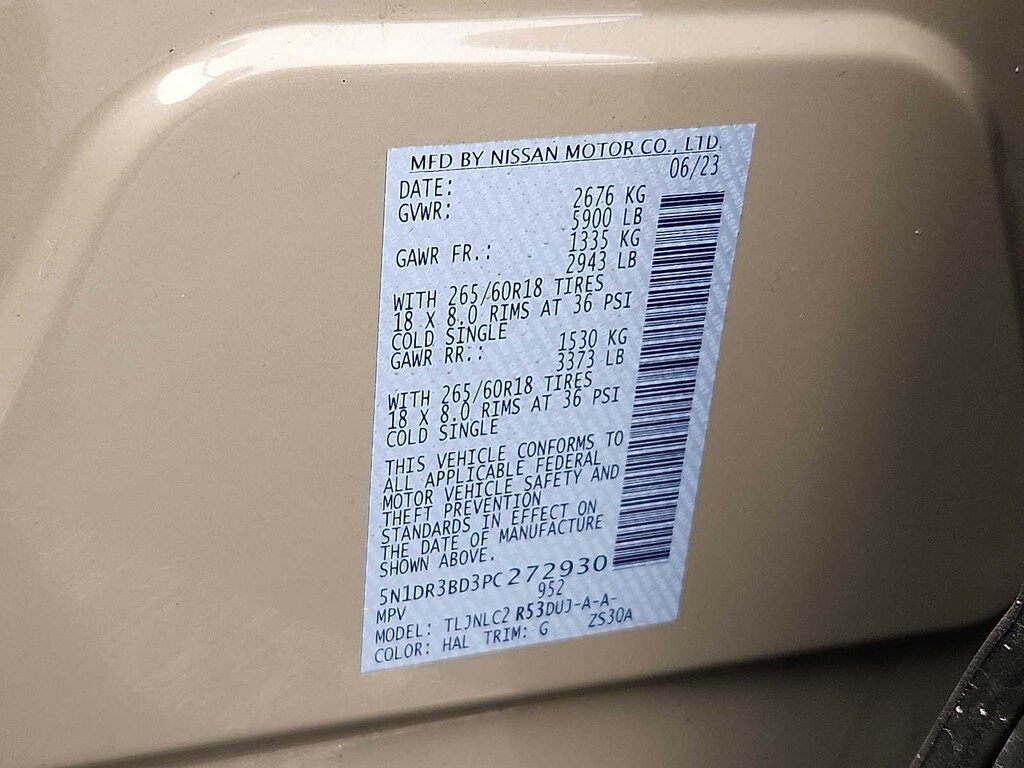 MFD BY NISSAN MOTOR CO., LTD.
DATE: 06/23
GVWR: 2676 KG
5900 LB
GAWR FR.: 1335 KG
2943 LB
WITH 265/60R18 TIRES
18 X 8.0 RIMS AT 36 PSI
COLD SINGLE
GAWR RR.: 1530 KG
3373 LB
WITH 265/60R18 TIRES
18 X 8.0 RIMS AT 36 PSI
COLD SINGLE
THIS VEHICLE CONFORMS TO
ALL APPLICABLE FEDERAL
MOTOR VEHICLE SAFETY AND
THEFT PREVENTION
STANDARDS IN EFFECT ON
THE DATE OF MANUFACTURE
SHOWN ABOVE.
5N1DR3BD3PC272930
MPV 952
MODEL: TLJNLC2 R53DUJ-A-A-
COLOR: HAL TRIM: G ZS30A